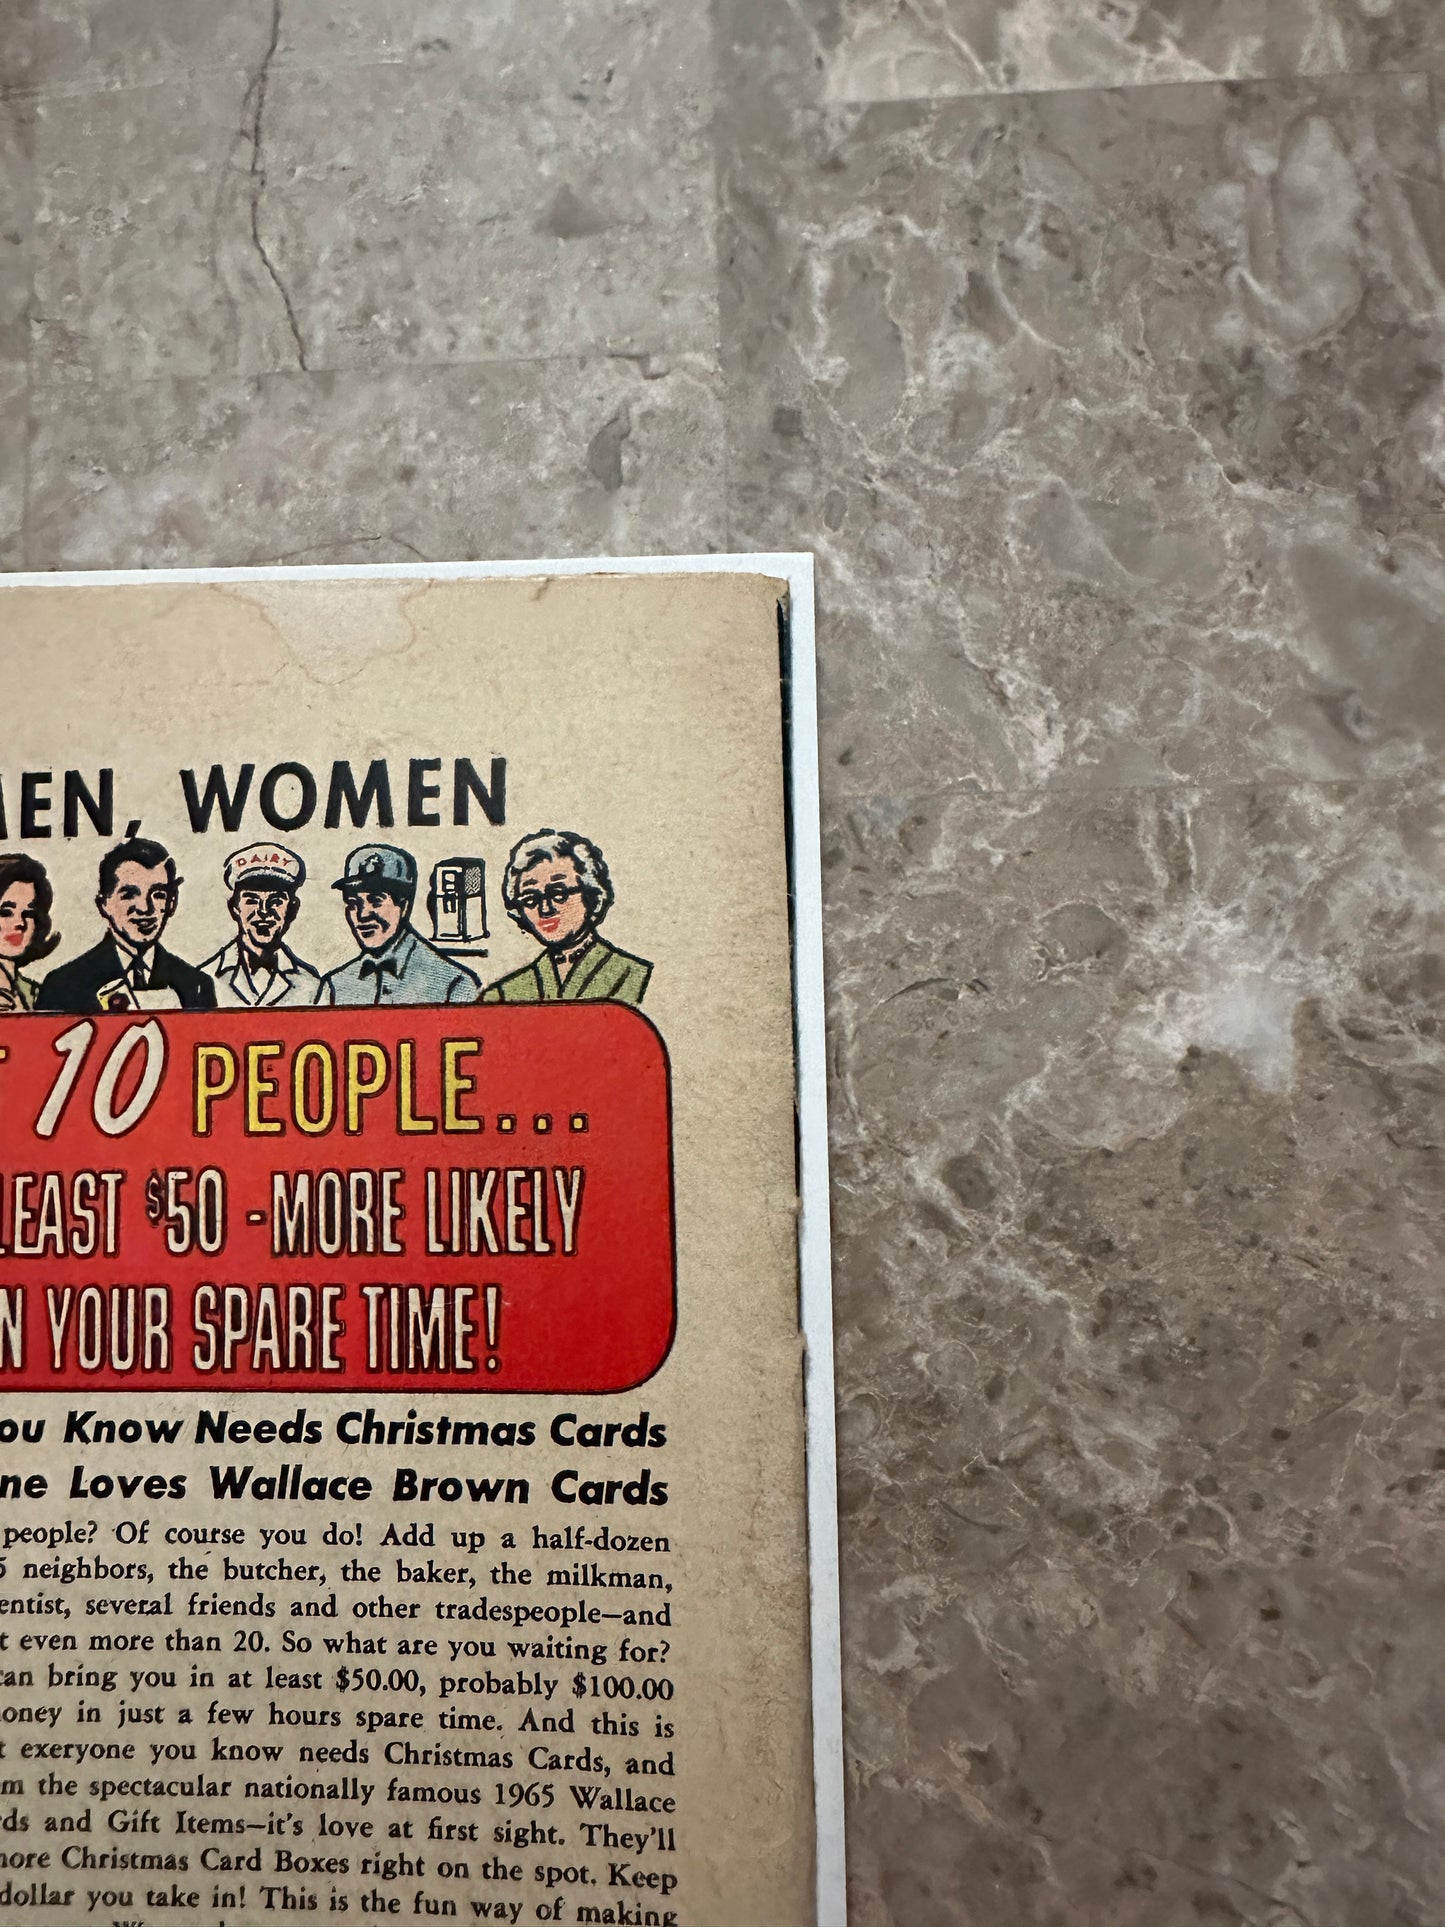 MEN, WOMEN
DAIRY
10 PEOPLE...
LEAST $50 - MORE LIKELY
YOUR SPARE TIME!
Know Needs Christmas Cards
Loves Wallace Brown Cards
people? Of course you do! Add up a half-dozen
5 neighbors, the butcher, the baker, the milkman,
several friends and other tradespeople—and
even more than 20. So what are you waiting for?
can bring you in at least $50.00, probably $100.00
in just a few hours spare time. And this is
exeryone you know needs Christmas Cards, and
the spectacular nationally famous 1965 Wallace
and Gift Items—it's love at first sight. They'll
more Christmas Card Boxes right on the spot. Keep
dollar you take in! This is the fun way of making